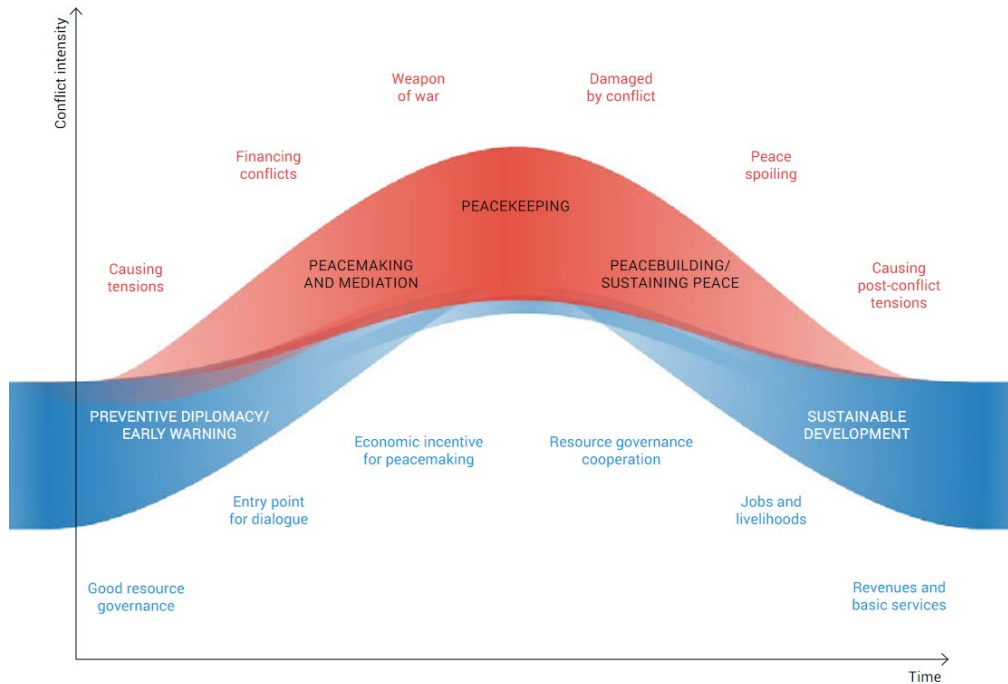 Conflict intensity
Weapon
of war
Damaged
by conflict
Financing
conflicts
Peace
spoiling
PEACEKEEPING
Causing
tensions
PEACEMAKING
AND MEDIATION
PEACEBUILDING/
SUSTAINING PEACE
Causing
post-conflict
tensions
PREVENTIVE DIPLOMACY/
EARLY WARNING
SUSTAINABLE
DEVELOPMENT
Economic incentive
for peacemaking
Resource governance
cooperation
Entry point
for dialogue
Jobs and
livelihoods
Good resource
governance
Revenues and
basic services
Time